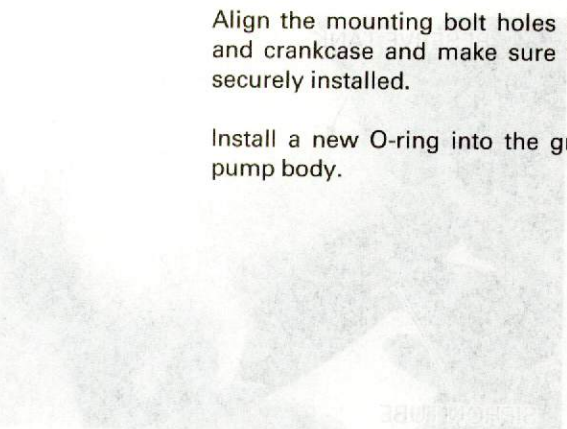 Align the mounting bolt holes
and crankcase and make sure
securely installed.
Install a new O-ring into the
pump body.